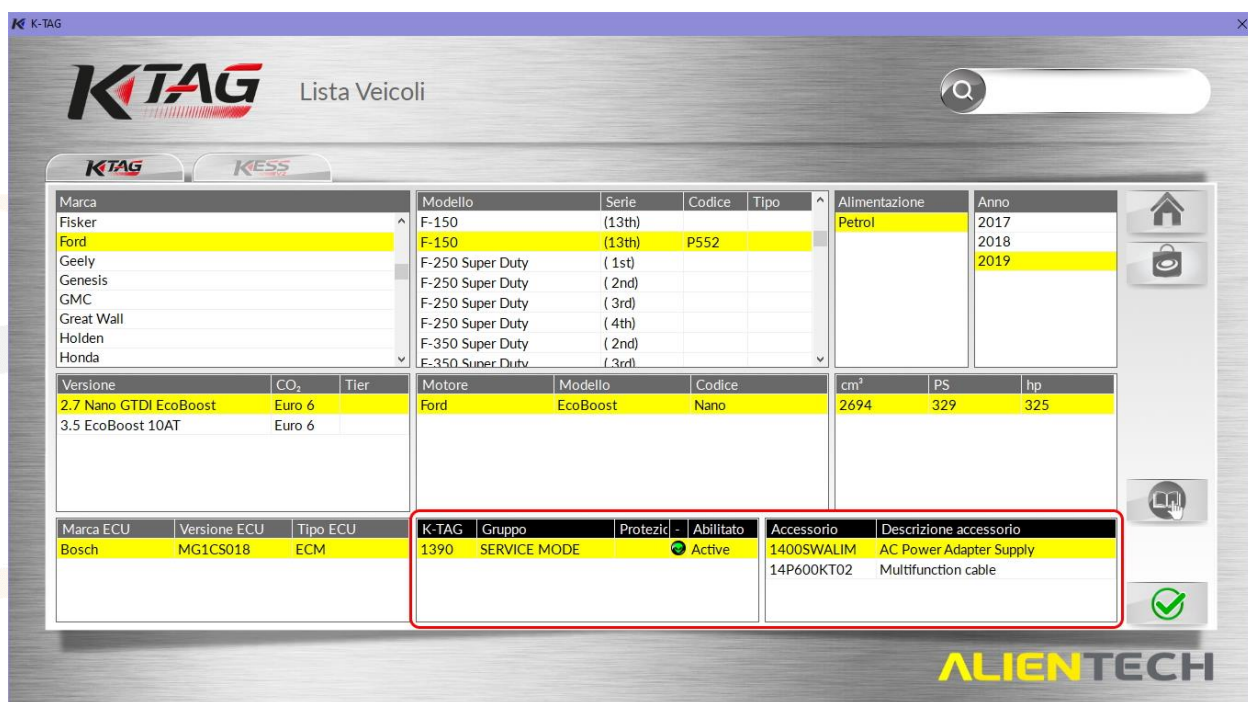 K-TAG
KTAG Lista Veicoli
KTAG KESS V2
Marca
Fisker
Ford
Geely
Genesis
GMC
Great Wall
Holden
Honda
Modello Serie Codice Tipo
F-150 (13th)
F-150 (13th) P552
F-250 Super Duty ( 1st)
F-250 Super Duty ( 2nd)
F-250 Super Duty ( 3rd)
F-250 Super Duty ( 4th)
F-350 Super Duty ( 2nd)
F-350 Super Duty ( 3rd)
Alimentazione
Petrol
Anno
2017
2018
2019
Versione CO₂ Tier
2.7 Nano GTDI EcoBoost Euro 6
3.5 EcoBoost 10AT Euro 6
Motore Modello Codice
Ford EcoBoost Nano
cm³ PS hp
2694 329 325
Marca ECU Versione ECU Tipo ECU
Bosch MG1CS018 ECM
K-TAG Gruppo Protezic - Abilitato
1390 SERVICE MODE Active
Accessorio Descrizione accessorio
1400SWALIM AC Power Adapter Supply
14P600KT02 Multifunction cable
ALIENTECH